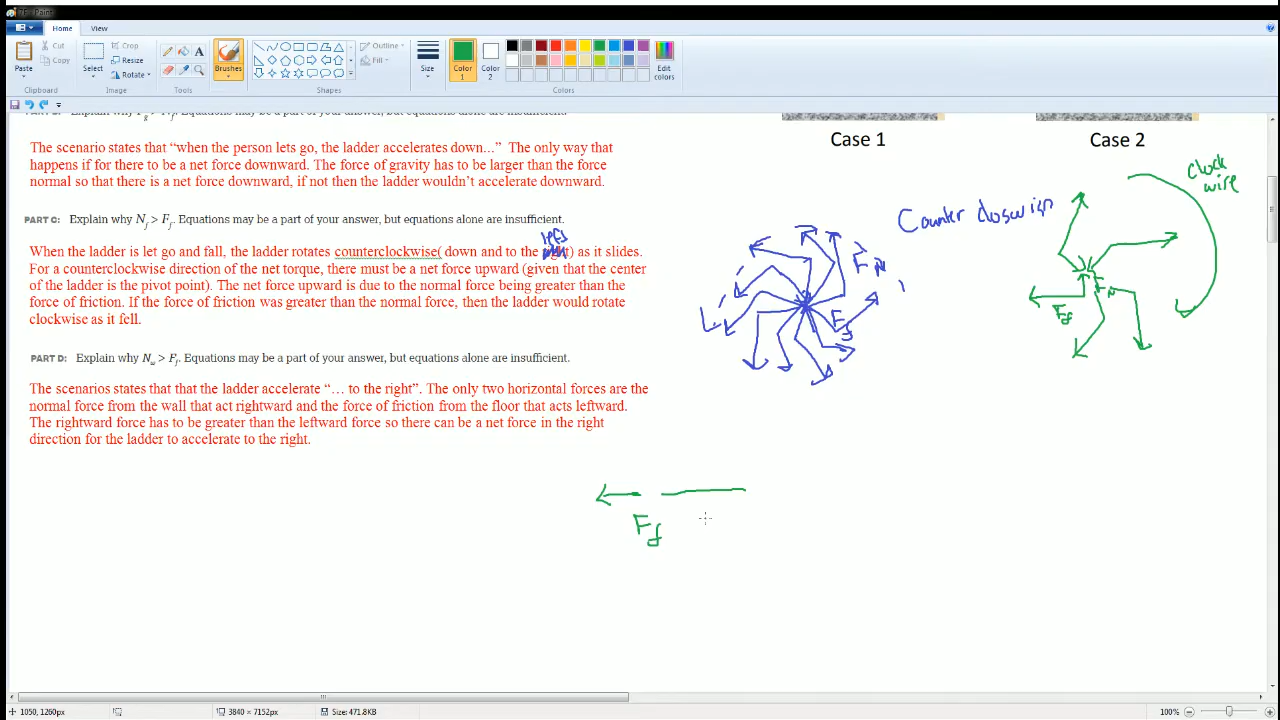 Home View
Cut
Copy
Paste
Clipboard
Crop
Resize
Rotate
Select
Image
Tools
Brushes
Outline
Fill
Shapes
Size
Color 1
Color 2
Edit colors
Colors
The scenario states that “when the person lets go, the ladder accelerates down...” The only way that
happens if for there to be a net force downward. The force of gravity has to be larger than the force
normal so that there is a net force downward, if not then the ladder wouldn’t accelerate downward.
PART C: Explain why Nf > Ff. Equations may be a part of your answer, but equations alone are insufficient.
When the ladder is let go and fall, the ladder rotates counterclockwise( down and to the right) as it slides.
For a counterclockwise direction of the net torque, there must be a net force upward (given that the center
of the ladder is the pivot point). The net force upward is due to the normal force being greater than the
force of friction. If the force of friction was greater than the normal force, then the ladder would rotate
clockwise as it fell.
PART D: Explain why Nw > Ff. Equations may be a part of your answer, but equations alone are insufficient.
The scenarios states that that the ladder accelerate “... to the right”. The only two horizontal forces are the
normal force from the wall that act rightward and the force of friction from the floor that acts leftward.
The rightward force has to be greater than the leftward force so there can be a net force in the right
direction for the ladder to accelerate to the right.
Case 1
Case 2
Clock
wire
Counter
FN
Ff
FN
Ff
Ff
1050, 1260px
3840 × 7152px
Size: 471.8KB
100%